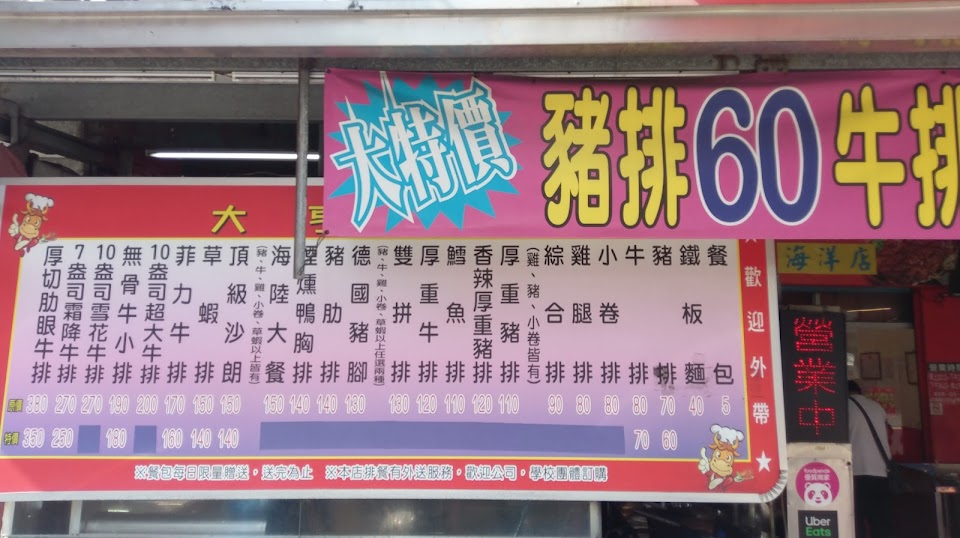 大特價
豬排60牛排
大
餐包
鐵板麵
豬排
牛排
小卷排
雞腿排
綜合排
(雞、豬、小卷皆有)
厚重豬排
香辣厚重豬排
鱈魚排
厚重牛排
雙拼排
(豬、牛、雞、小卷、草蝦以上任選兩種)
德國豬腳
豬肋排
燻鴨胸排
海陸大餐
(豬、牛、雞、小卷、草蝦以上皆有)
頂級沙朗
草蝦排
菲力牛排
10盎司超大牛排
無骨牛小排
10盎司雪花牛排
7盎司霜降牛排
厚切肋眼牛排
原價 380 270 270 190 200 170 150 150 150 140 140 130 130 120 110 120 110 90 80 80 80 70 40 5
特價 350 250 180 160 140 140 70 60
※餐包每日限量贈送，送完為止 ※本店排餐有外送服務，歡迎公司，學校團體訂購
歡迎外帶
海洋店
營業中
foodpanda
Uber
Eats